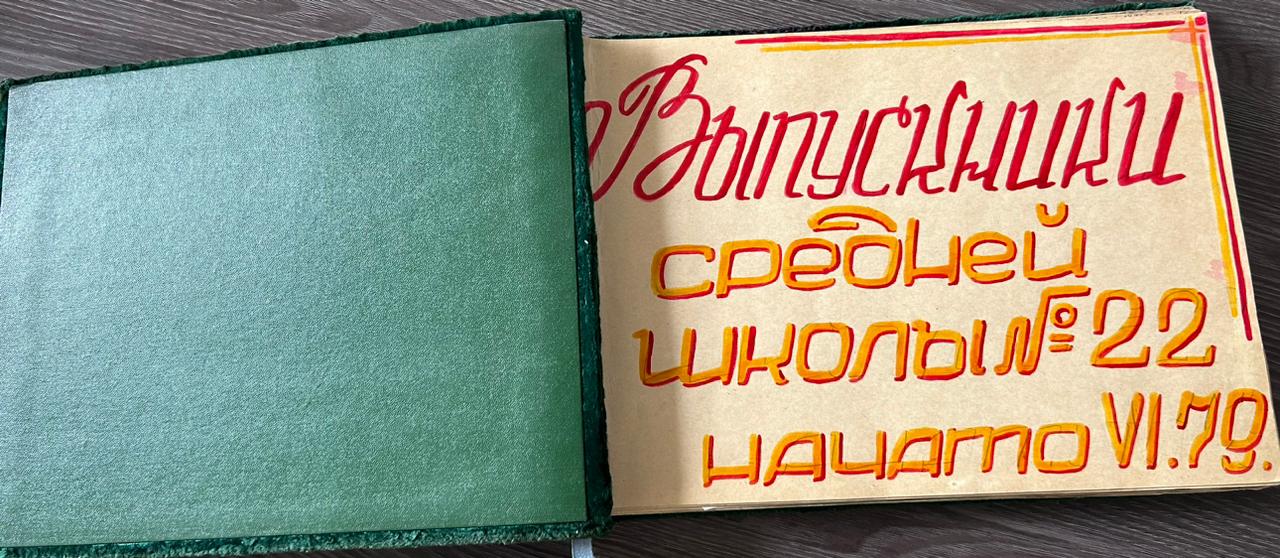 Выпускники
средней
школы № 22
начато VI.79.